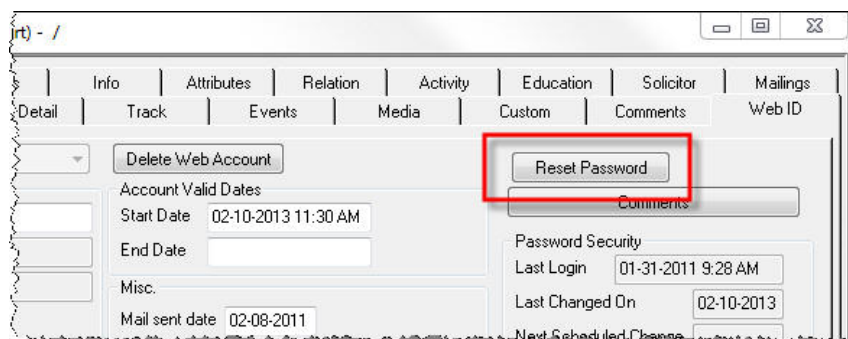 rt) - /
s Info Attributes Relation Activity Education Solicitor Mailings
Detail Track Events Media Custom Comments Web ID
Delete Web Account Reset Password
Account Valid Dates Comments
Start Date 02-10-2013 11:30 AM
End Date Password Security
Last Login 01-31-2011 9:28 AM
Misc.
Last Changed On 02-10-2013
Mail sent date 02-08-2011
Next Scheduled Change